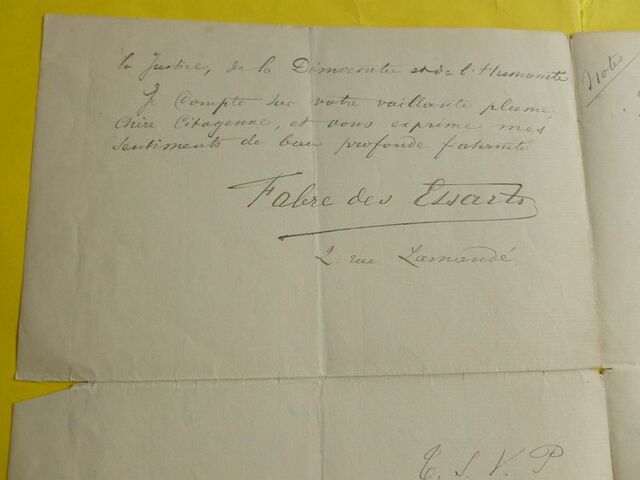 la Justice, de la Démocratie et de l'Humanité
Je compte sur votre vaillante plume,
chère Citoyenne, et vous exprime mes
sentiments de bien profonde fraternité
Fabre des Essarts
2 rue Lamandé
Notes
T. S. V. P